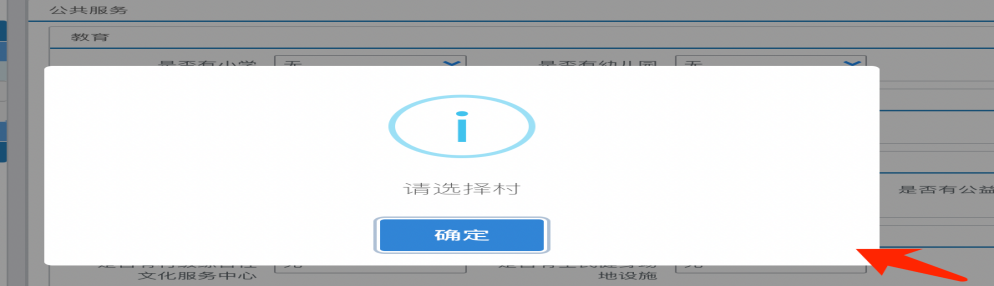 公共服务
教育
是否有小学 无 是否有幼儿园 无
请选择村
是否有公益
确定
文化服务中心 地设施